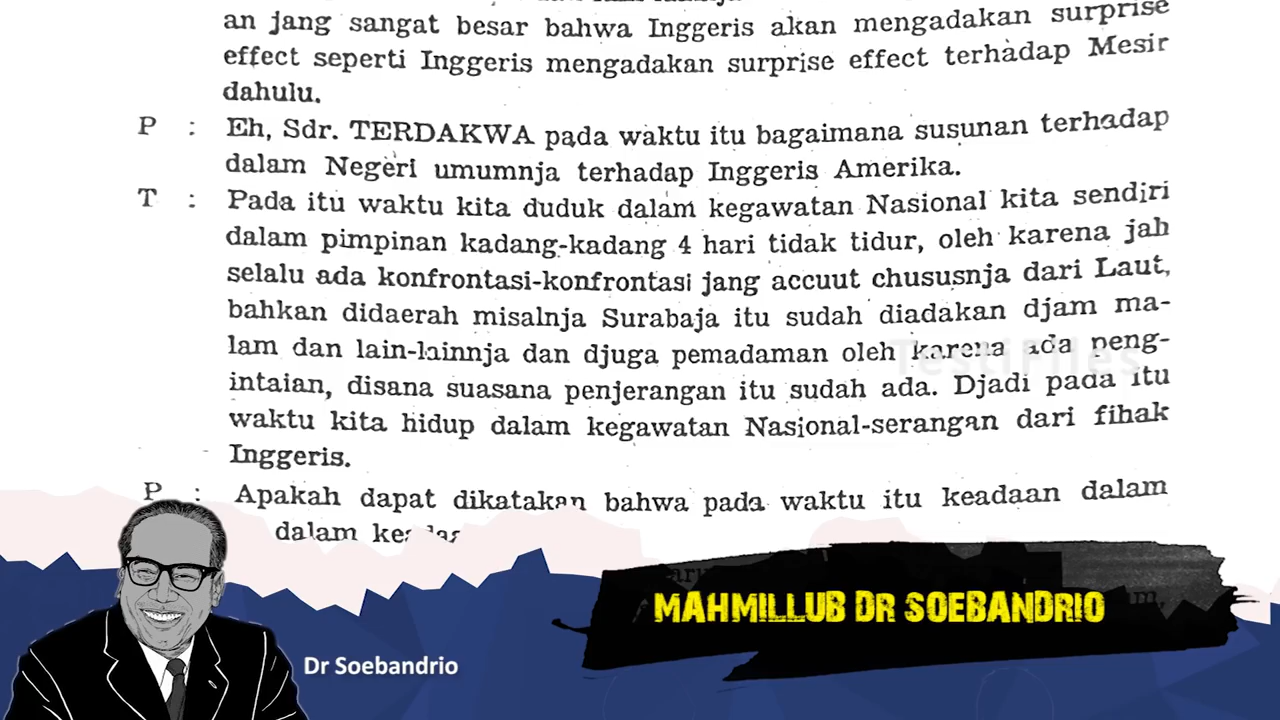 an jang sangat besar bahwa Inggeris akan mengadakan surprise
effect seperti Inggeris mengadakan surprise effect terhadap Mesir
dahulu.
P : Eh, Sdr. TERDAKWA pada waktu itu bagaimana susunan terhadap
dalam Negeri umumnja terhadap Inggeris Amerika.
T : Pada itu waktu kita duduk dalam kegawatan Nasional kita sendiri
dalam pimpinan kadang-kadang 4 hari tidak tidur, oleh karena jah
selalu ada konfrontasi-konfrontasi jang accuut chususnja dari Laut,
bahkan didaerah misalnja Surabaja itu sudah diadakan djam ma-
lam dan lain-lainnja dan djuga pemadaman oleh karena ada peng-
intaian, disana suasana penjerangan itu sudah ada. Djadi pada itu
waktu kita hidup dalam kegawatan Nasional-serangan dari fihak
Inggeris.
P : Apakah dapat dikatakan bahwa pada waktu itu keadaan dalam
dalam
TestiFiles
MAHMILLUB DR SOEBANDRIO
Dr Soebandrio